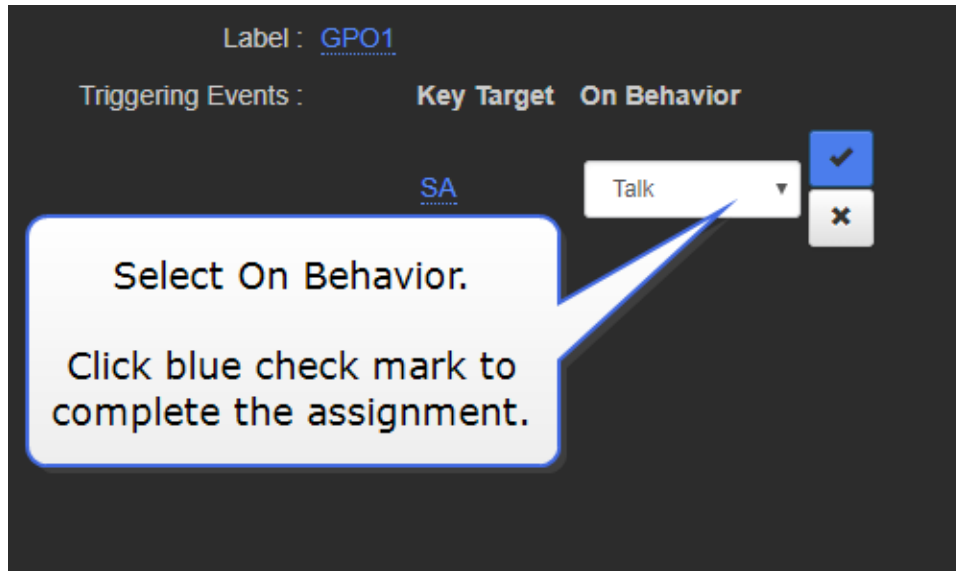 Label : GPO1
Triggering Events : Key Target On Behavior
SA Talk
Select On Behavior.
Click blue check mark to
complete the assignment.